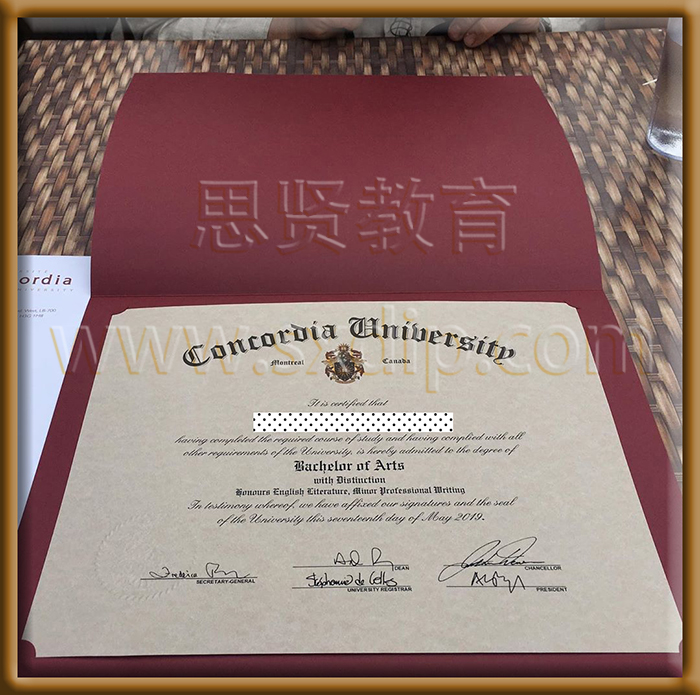 思贤教育
ordia
www.sxdip.com
Concordia University
Montreal Canada
It is certified that
having completed the required course of study and having complied with all
other requirements of the University, is hereby admitted to the degree of
Bachelor of Arts
with Distinction
Honours English Literature, Minor Professional Writing
In testimony whereof, we have affixed our signatures and the seal
of the University this seventeenth day of May 2019.
SECRETARY-GENERAL
DEAN
UNIVERSITY REGISTRAR
CHANCELLOR
PRESIDENT